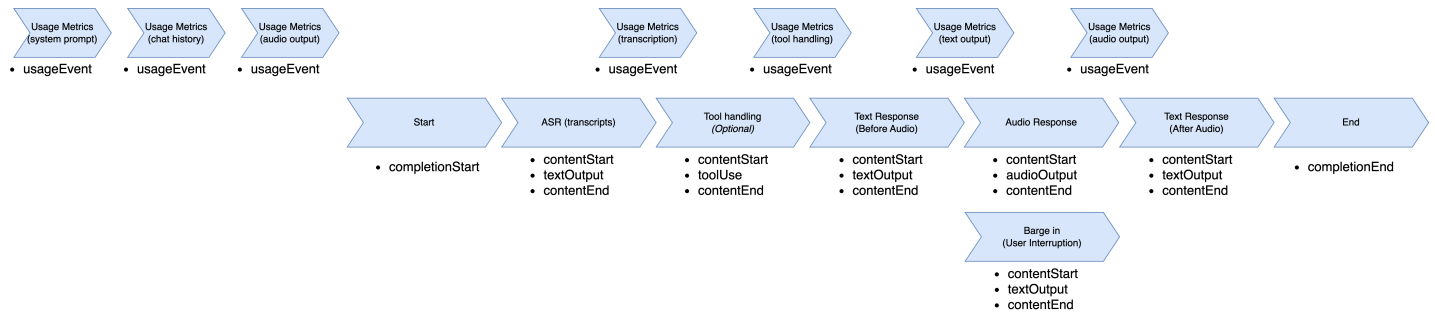 Usage Metrics
(system prompt)
• usageEvent
Usage Metrics
(chat history)
• usageEvent
Usage Metrics
(audio output)
• usageEvent
Usage Metrics
(transcription)
• usageEvent
Usage Metrics
(tool handling)
• usageEvent
Usage Metrics
(text output)
• usageEvent
Usage Metrics
(audio output)
• usageEvent
Start
• completionStart
ASR (transcripts)
• contentStart
• textOutput
• contentEnd
Tool handling
(Optional)
• contentStart
• toolUse
• contentEnd
Text Response
(Before Audio)
• contentStart
• textOutput
• contentEnd
Audio Response
• contentStart
• audioOutput
• contentEnd
Text Response
(After Audio)
• contentStart
• textOutput
• contentEnd
End
• completionEnd
Barge in
(User Interruption)
• contentStart
• textOutput
• contentEnd